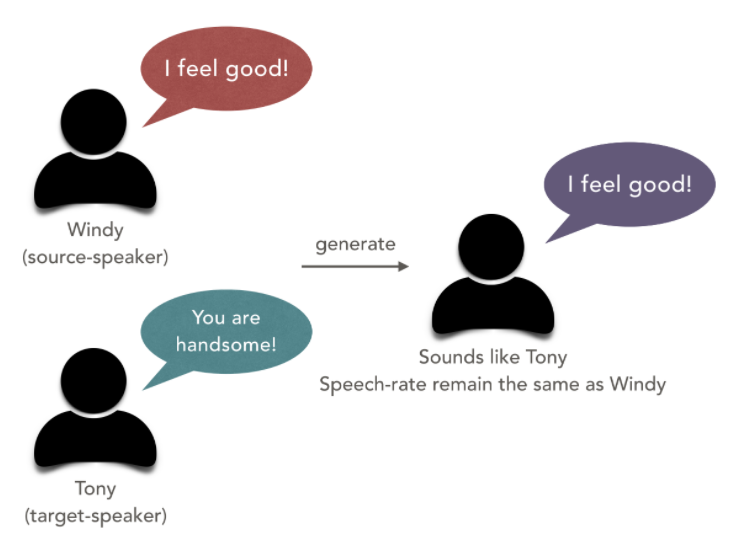 I feel good!
Windy
(source-speaker)
You are
handsome!
Tony
(target-speaker)
generate
I feel good!
Sounds like Tony
Speech-rate remain the same as Windy